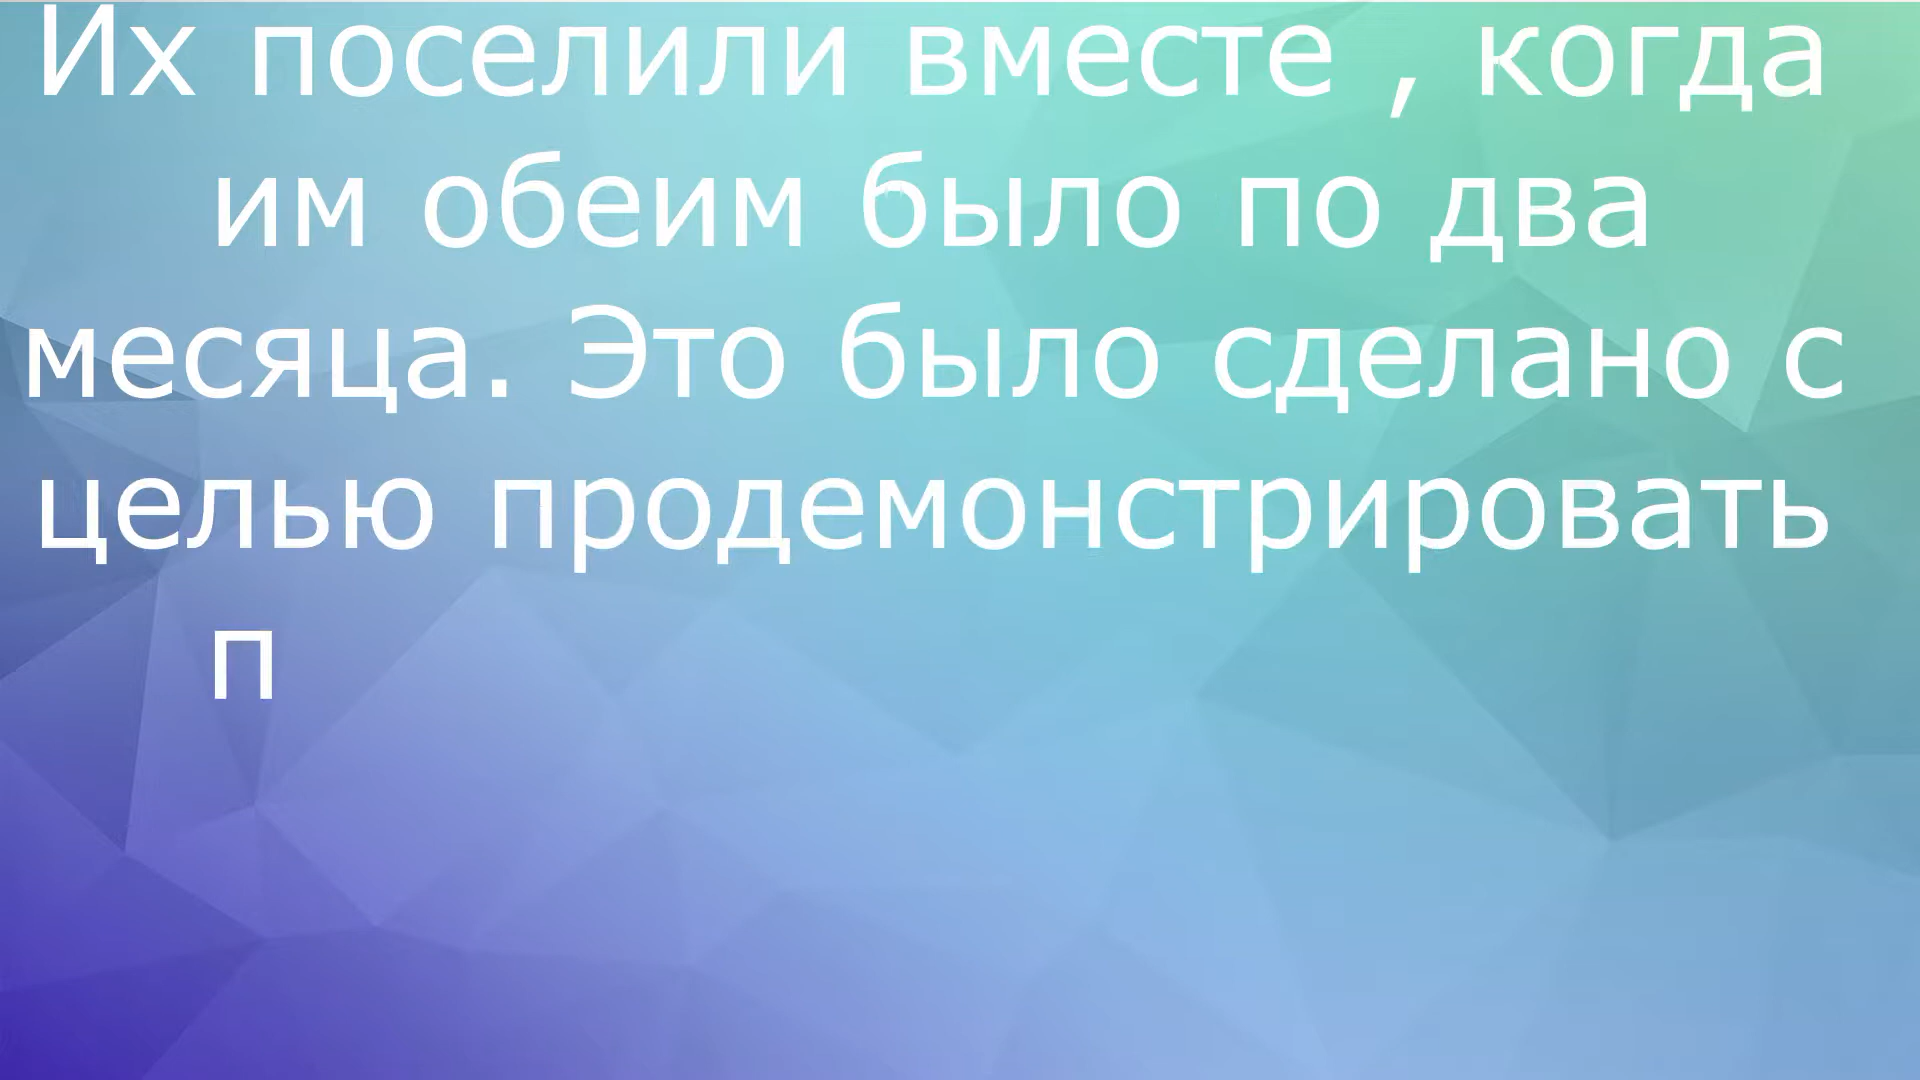 Их поселили вместе , когда
им обеим было по два
месяца. Это было сделано с
целью продемонстрировать
п